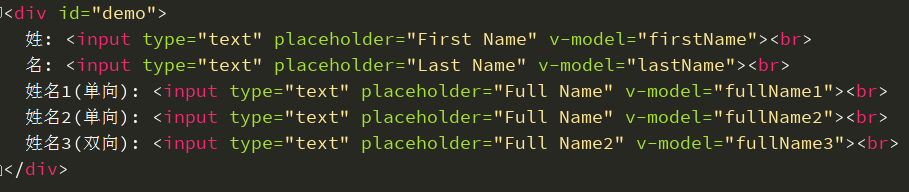 <div id="demo">
姓: <input type="text" placeholder="First Name" v-model="firstName"><br>
名: <input type="text" placeholder="Last Name" v-model="lastName"><br>
姓名1(单向): <input type="text" placeholder="Full Name" v-model="fullName1"><br>
姓名2(单向): <input type="text" placeholder="Full Name" v-model="fullName2"><br>
姓名3(双向): <input type="text" placeholder="Full Name2" v-model="fullName3"><br>
</div>